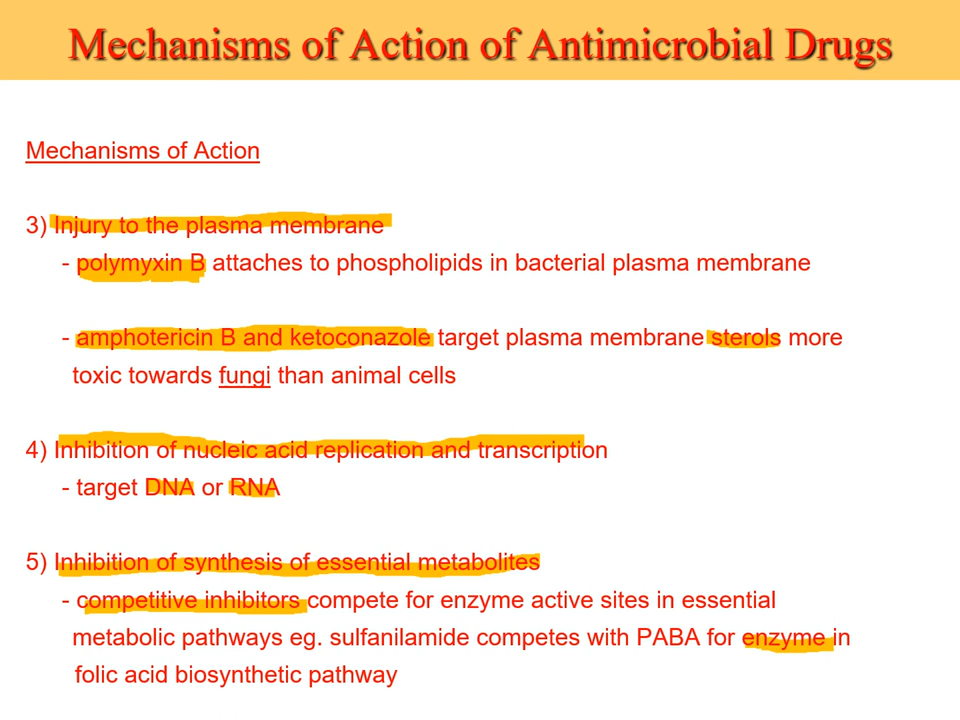 Mechanisms of Action of Antimicrobial Drugs
Mechanisms of Action
3) Injury to the plasma membrane
- polymyxin B attaches to phospholipids in bacterial plasma membrane
- amphotericin B and ketoconazole target plasma membrane sterols more
toxic towards fungi than animal cells
4) Inhibition of nucleic acid replication and transcription
- target DNA or RNA
5) Inhibition of synthesis of essential metabolites
- competitive inhibitors compete for enzyme active sites in essential
metabolic pathways eg. sulfanilamide competes with PABA for enzyme in
folic acid biosynthetic pathway